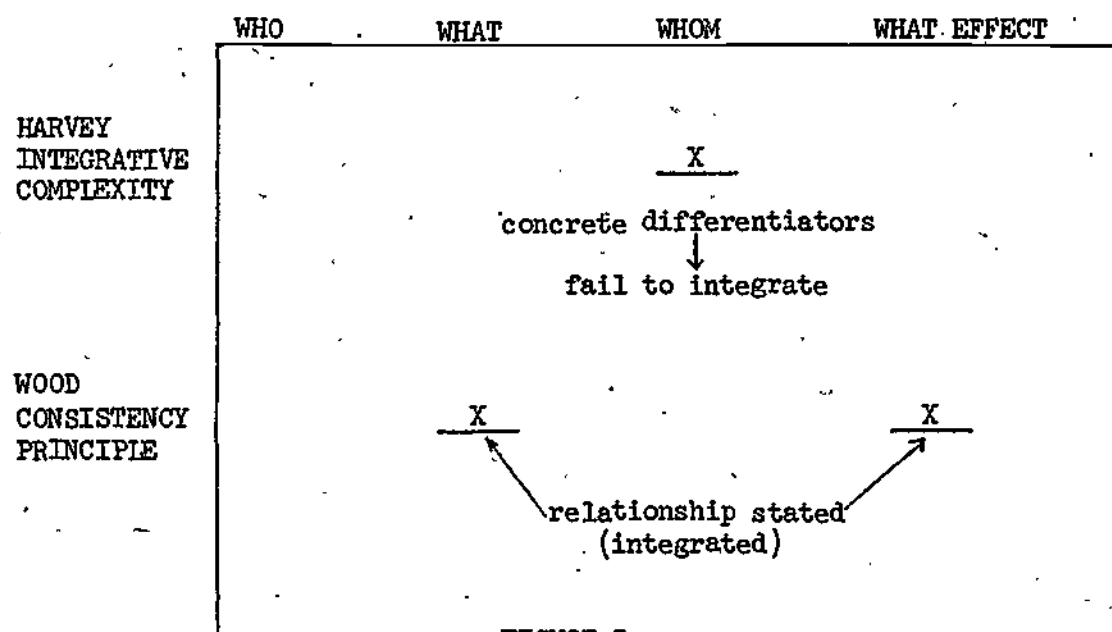 WHO WHAT WHOM WHAT EFFECT
HARVEY
INTEGRATIVE
COMPLEXITY
X
concrete differentiators
fail to integrate
WOOD
CONSISTENCY
PRINCIPLE
X X
relationship stated
(integrated)